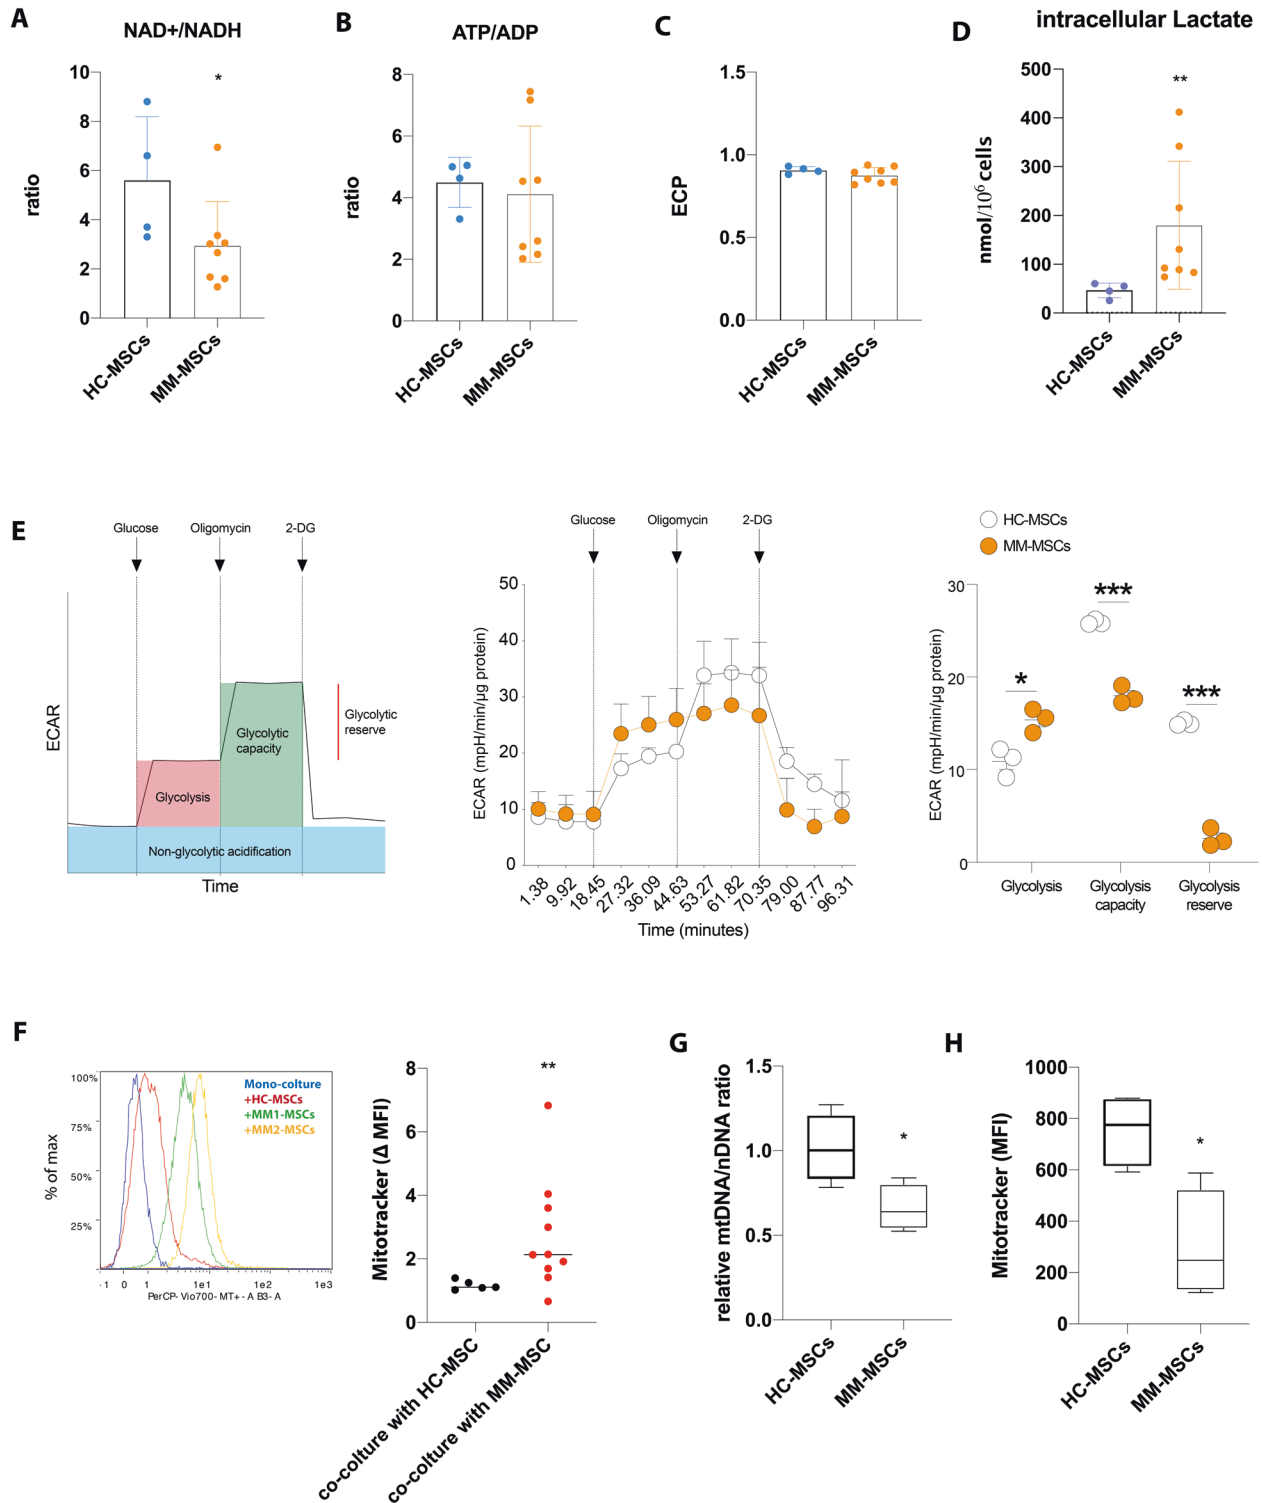 A
NAD+/NADH
*
ratio
10
8
6
4
2
0
HC-MSCs
MM-MSCs
B
ATP/ADP
ratio
8
6
4
2
0
HC-MSCs
MM-MSCs
C
ECP
1.5
1.0
0.5
0.0
HC-MSCs
MM-MSCs
D
intracellular Lactate
**
nmol/10⁶ cells
500
400
300
200
100
0
HC-MSCs
MM-MSCs
E
Glucose
Oligomycin
2-DG
ECAR
Glycolysis
Glycolytic
capacity
Glycolytic
reserve
Non-glycolytic acidification
Time
Glucose
Oligomycin
2-DG
ECAR (mpH/min/µg protein)
50
40
30
20
10
0
1.38
9.92
18.45
27.32
36.09
44.63
53.27
61.82
70.35
79.00
87.77
96.31
Time (minutes)
HC-MSCs
MM-MSCs
ECAR (mpH/min/µg protein)
30
20
10
0
*
***
***
Glycolysis
Glycolysis
capacity
Glycolysis
reserve
F
% of max
100%
75%
50%
25%
Mono-colture
+HC-MSCs
+MM1-MSCs
+MM2-MSCs
-1 0 1 1e1 1e2 1e3
PerCP-Vio700-MT+-A B3-A
Mitotracker (Δ MFI)
8
6
4
2
0
**
co-colture with HC-MSC
co-colture with MM-MSC
G
relative mtDNA/nDNA ratio
1.5
1.0
0.5
0.0
*
HC-MSCs
MM-MSCs
H
Mitotracker (MFI)
1000
800
600
400
200
0
*
HC-MSCs
MM-MSCs